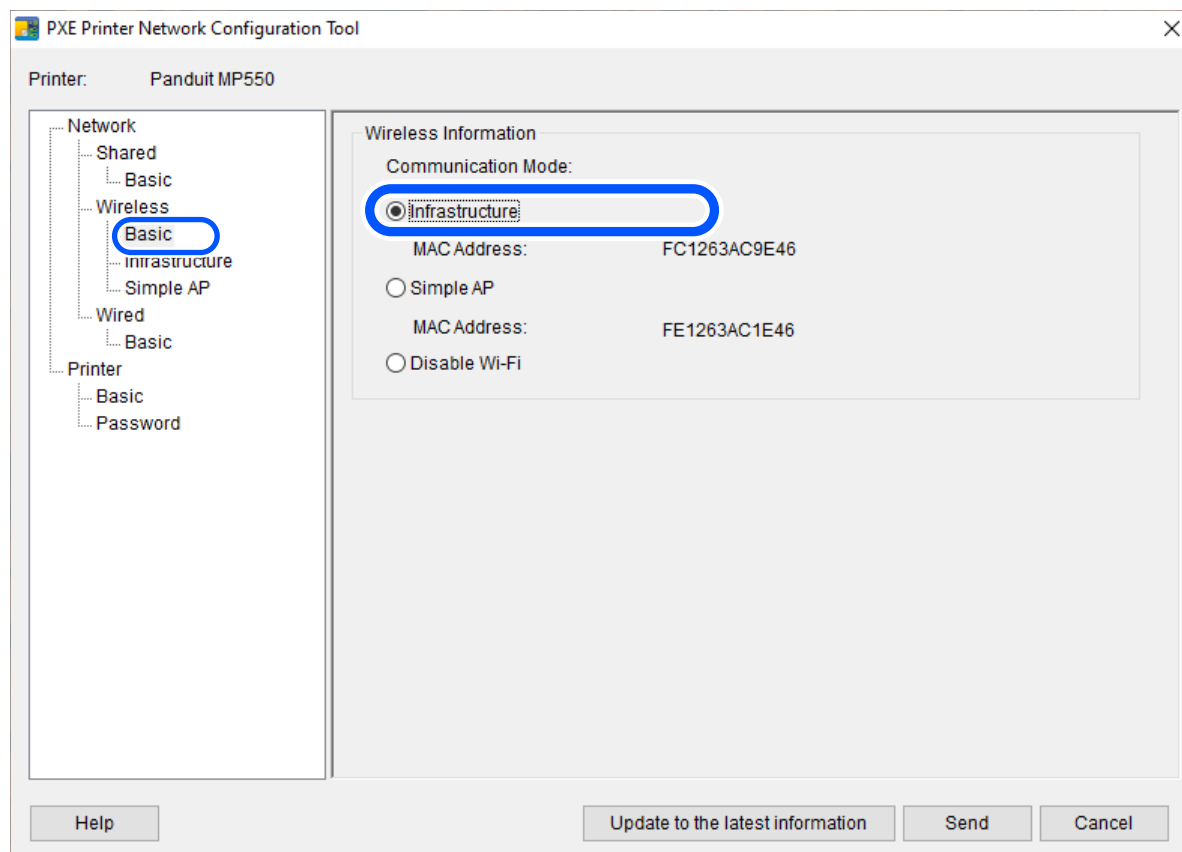 PXE Printer Network Configuration Tool
Printer: Panduit MP550
Network
Shared
Basic
Wireless
Basic
Infrastructure
Simple AP
Wired
Basic
Printer
Basic
Password
Wireless Information
Communication Mode:
Infrastructure
MAC Address: FC1263AC9E46
Simple AP
MAC Address: FE1263AC1E46
Disable Wi-Fi
Help
Update to the latest information
Send
Cancel